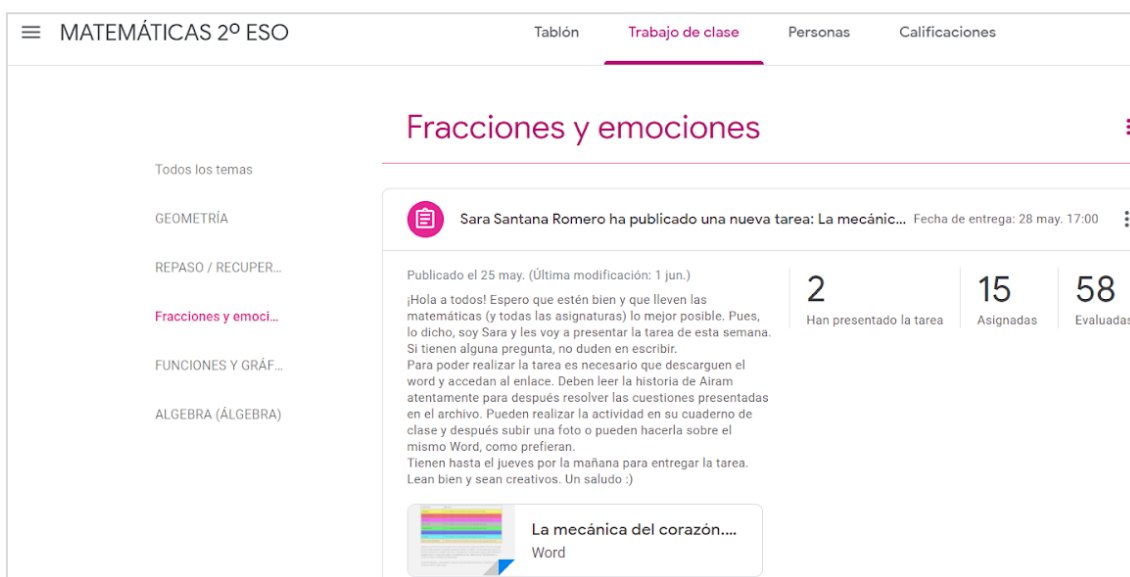 MATEMÁTICAS 2º ESO
Tablón
Trabajo de clase
Personas
Calificaciones
Todos los temas
GEOMETRÍA
REPASO / RECUPER...
Fracciones y emoci...
FUNCIONES Y GRÁF...
ALGEBRA (ÁLGEBRA)
Fracciones y emociones
Sara Santana Romero ha publicado una nueva tarea: La mecánic... Fecha de entrega: 28 may. 17:00
Publicado el 25 may. (Última modificación: 1 jun.)
¡Hola a todos! Espero que estén bien y que lleven las
matemáticas (y todas las asignaturas) lo mejor posible. Pues,
lo dicho, soy Sara y les voy a presentar la tarea de esta semana.
Si tienen alguna pregunta, no duden en escribir.
Para poder realizar la tarea es necesario que descarguen el
word y accedan al enlace. Deben leer la historia de Airam
atentamente para después resolver las cuestiones presentadas
en el archivo. Pueden realizar la actividad en su cuaderno de
clase y después subir una foto o pueden hacerla sobre el
mismo Word, como prefieran.
Tienen hasta el jueves por la mañana para entregar la tarea.
Lean bien y sean creativos. Un saludo :)
2
Han presentado la tarea
15
Asignadas
58
Evaluadas
La mecánica del corazón....
Word